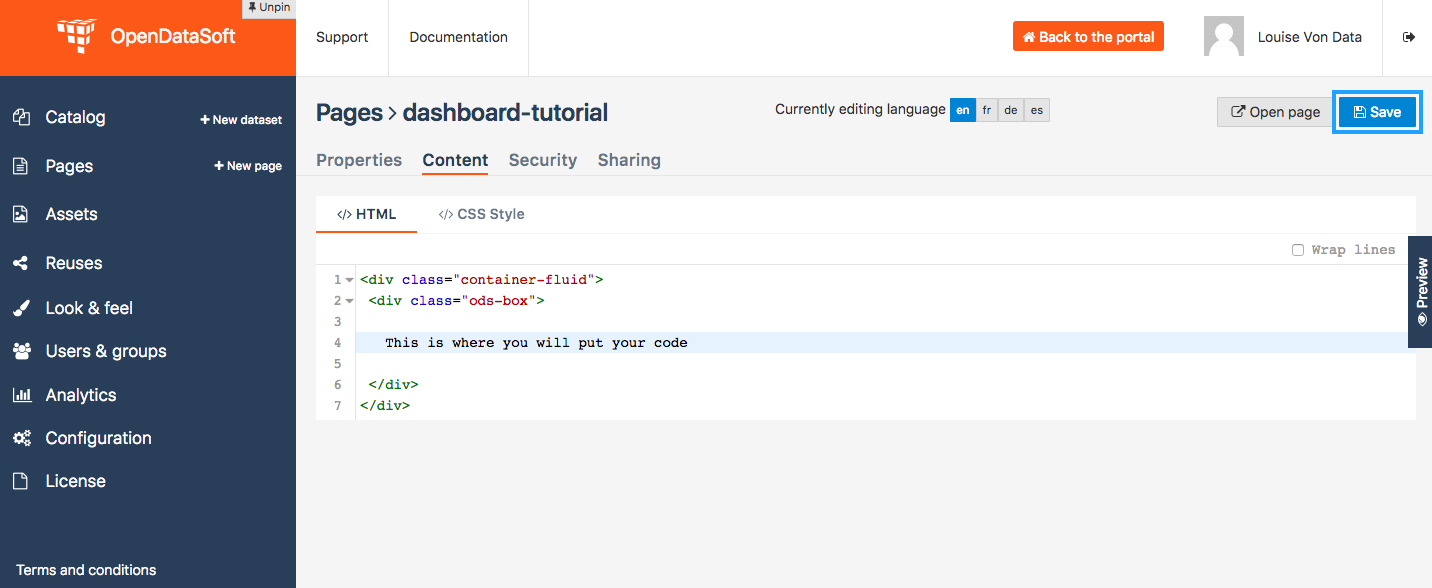 Unpin
OpenDataSoft
Support
Documentation
Back to the portal
Louise Von Data
Catalog
+ New dataset
Pages
+ New page
Assets
Reuses
Look & feel
Users & groups
Analytics
Configuration
License
Terms and conditions
Pages > dashboard-tutorial
Currently editing language en fr de es
Open page
Save
Properties Content Security Sharing
</> HTML </> CSS Style
Wrap lines
1 <div class="container-fluid">
2 <div class="ods-box">
3
4 This is where you will put your code
5
6 </div>
7 </div>
Preview